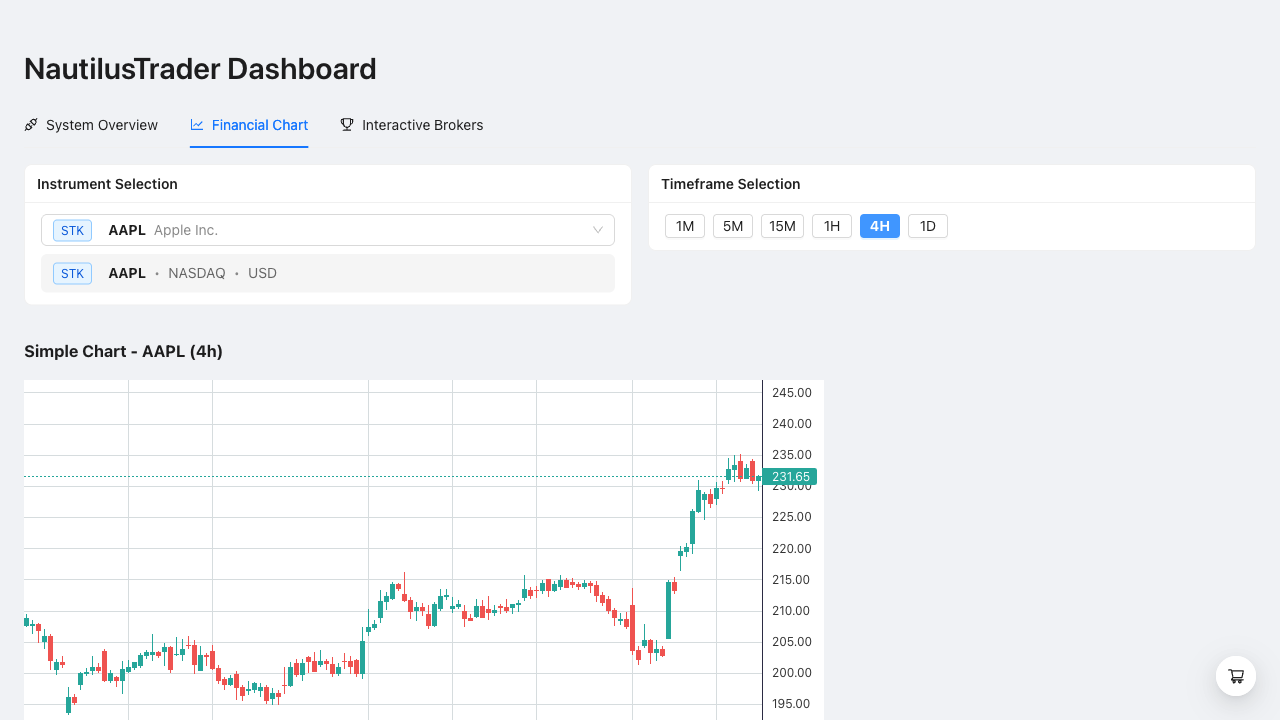 NautilusTrader Dashboard
System Overview
Financial Chart
Interactive Brokers
Instrument Selection
STK AAPL Apple Inc.
STK AAPL • NASDAQ • USD
Timeframe Selection
1M 5M 15M 1H 4H 1D
Simple Chart - AAPL (4h)
245.00
240.00
235.00
231.65
230.00
225.00
220.00
215.00
210.00
205.00
200.00
195.00